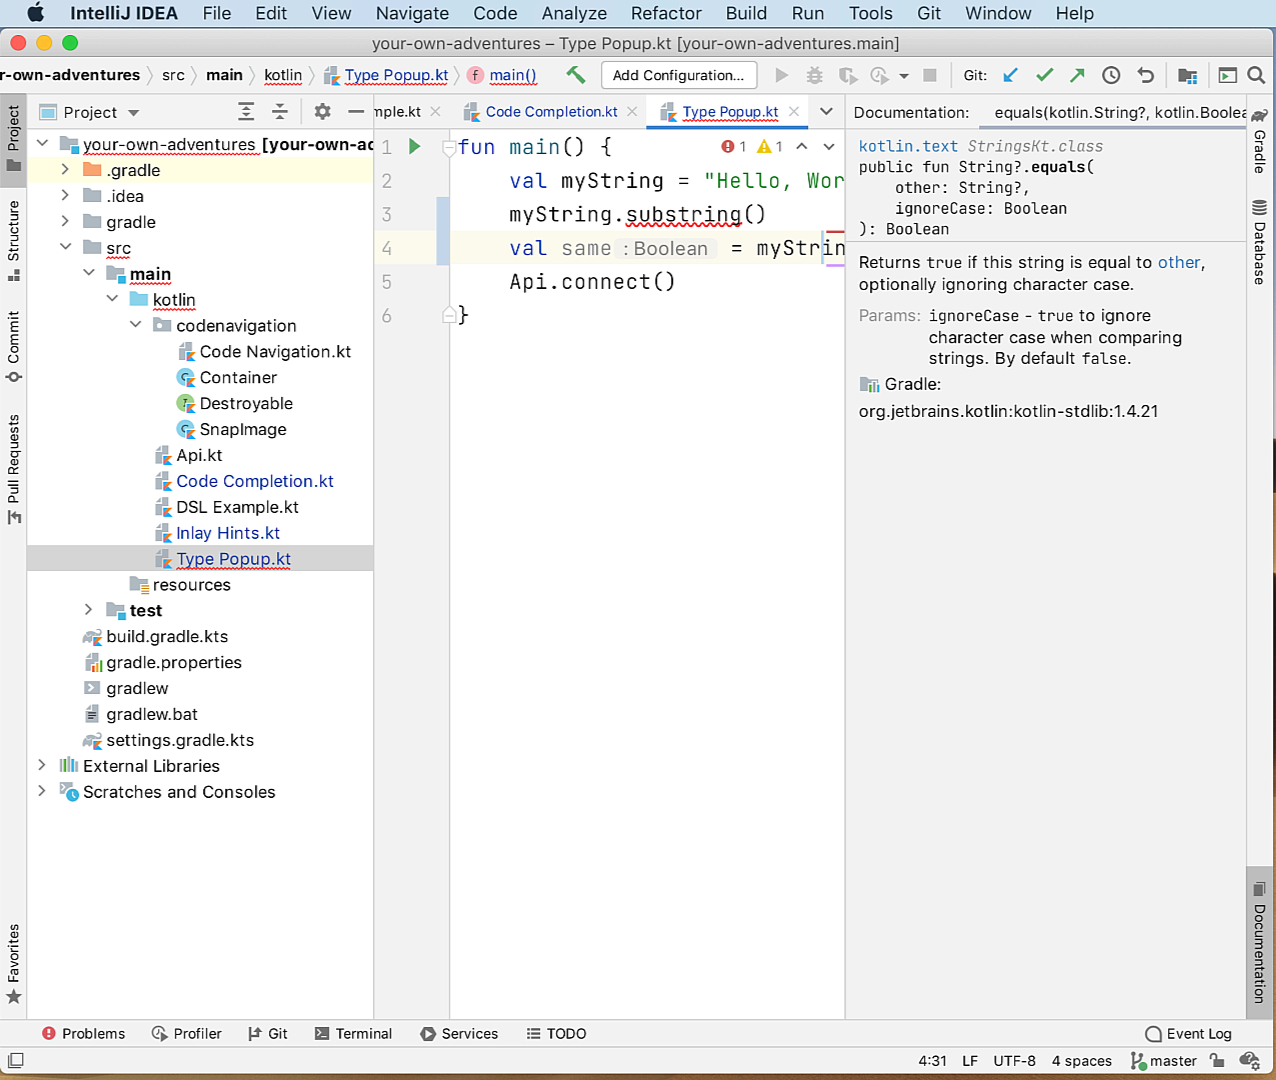 IntelliJ IDEA File Edit View Navigate Code Analyze Refactor Build Run Tools Git Window Help
your-own-adventures – Type Popup.kt [your-own-adventures.main]
r-own-adventures src main kotlin Type Popup.kt main() Add Configuration... Git:
Project
mple.kt Code Completion.kt Type Popup.kt
Documentation: equals(kotlin.String?, kotlin.Boolea
Project
Structure
Commit
Pull Requests
Favorites
your-own-adventures [your-own-ad
.gradle
.idea
gradle
src
main
kotlin
codenavigation
Code Navigation.kt
Container
Destroyable
SnapImage
Api.kt
Code Completion.kt
DSL Example.kt
Inlay Hints.kt
Type Popup.kt
resources
test
build.gradle.kts
gradle.properties
gradlew
gradlew.bat
settings.gradle.kts
External Libraries
Scratches and Consoles
1 fun main() { 1 1
2 val myString = "Hello, Wor
3 myString.substring()
4 val same : Boolean = myStrin
5 Api.connect()
6 }
kotlin.text StringsKt.class
public fun String?.equals(
other: String?,
ignoreCase: Boolean
): Boolean
Returns true if this string is equal to other,
optionally ignoring character case.
Params: ignoreCase - true to ignore
character case when comparing
strings. By default false.
Gradle:
org.jetbrains.kotlin:kotlin-stdlib:1.4.21
Gradle
Database
Documentation
Problems Profiler Git Terminal Services TODO Event Log
4:31 LF UTF-8 4 spaces master